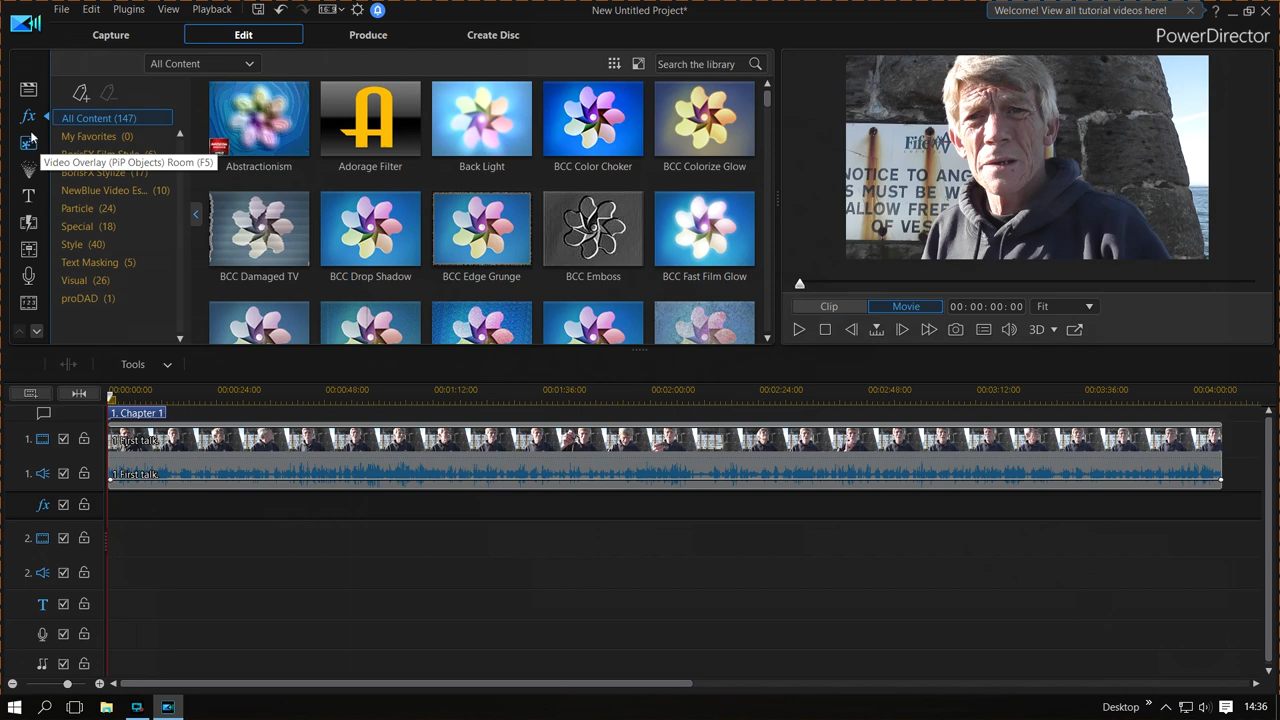 File Edit Plugins View Playback
New Untitled Project*
Welcome! View all tutorial videos here!
Capture
Edit
Produce
Create Disc
PowerDirector
All Content
Search the library
fx
All Content (147)
My Favorites (0)
Video Overlay (PiP Objects) Room (F5)
BorisFX Stylize (17)
NewBlue Video Es... (10)
Particle (24)
Special (18)
Style (40)
Text Masking (5)
Visual (26)
proDAD (1)
Abstractionism
Adorage Filter
Back Light
BCC Color Choker
BCC Colorize Glow
BCC Damaged TV
BCC Drop Shadow
BCC Edge Grunge
BCC Emboss
BCC Fast Film Glow
Fife
NOTICE TO ANG
S MUST BE W
ALLOW FREE
OF VES
Clip
Movie
00:00:00:00
Fit
3D
Tools
00:00:00:00 00:00:24:00 00:00:48:00 00:01:12:00 00:01:36:00 00:02:00:00 00:02:24:00 00:02:48:00 00:03:12:00 00:03:36:00 00:04:00:00
1. Chapter 1
1. First talk
1. First talk
fx
2.
2.
T
Desktop
14:36